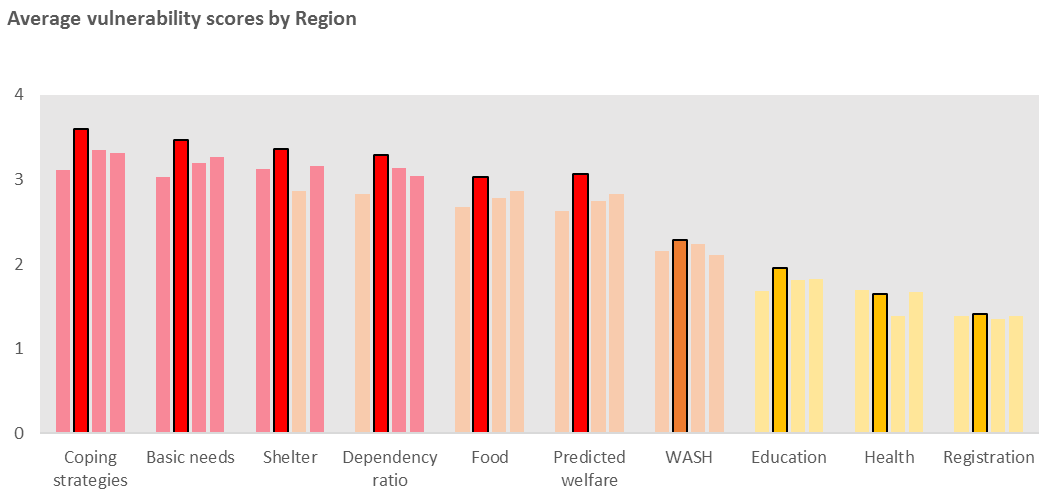 Average vulnerability scores by Region
4
3
2
1
0
Coping strategies
Basic needs
Shelter
Dependency ratio
Food
Predicted welfare
WASH
Education
Health
Registration